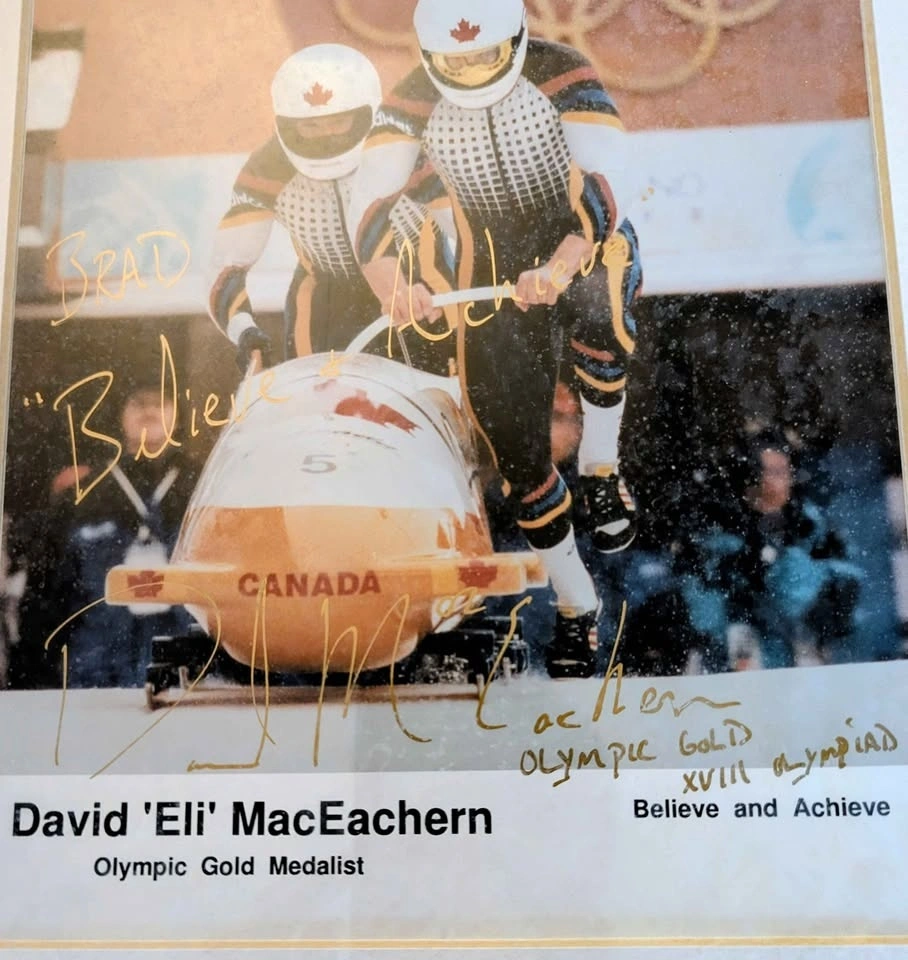 BRAD
"Believe & Achieve"
5
CANADA
D MacEachern
OLYMPIC GOLD
XVIII OLYMPIAD
David 'Eli' MacEachern
Believe and Achieve
Olympic Gold Medalist